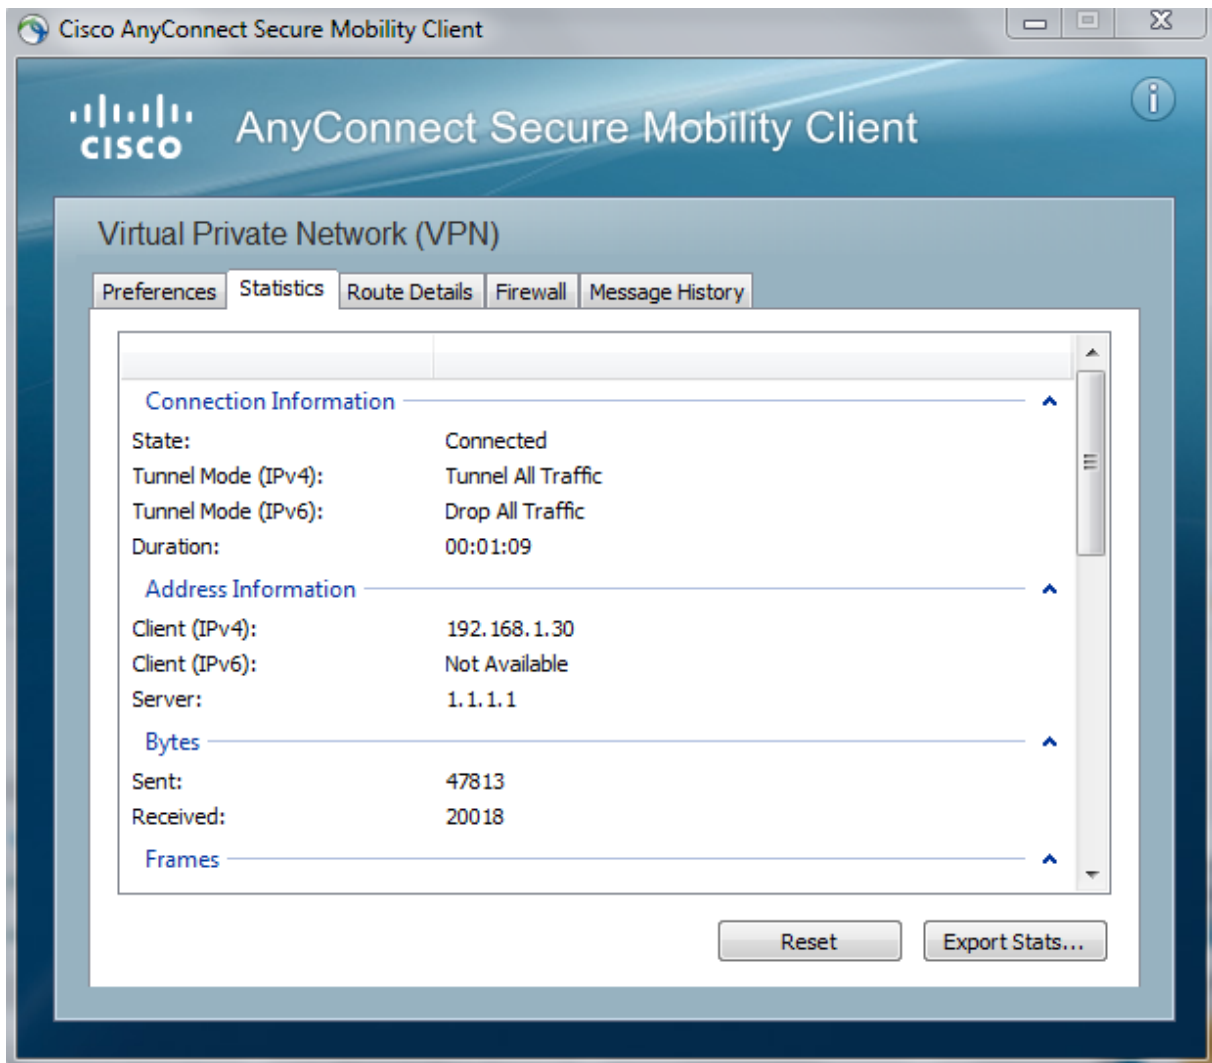 Cisco AnyConnect Secure Mobility Client
CISCO AnyConnect Secure Mobility Client
Virtual Private Network (VPN)
Preferences Statistics Route Details Firewall Message History
Connection Information
State: Connected
Tunnel Mode (IPv4): Tunnel All Traffic
Tunnel Mode (IPv6): Drop All Traffic
Duration: 00:01:09
Address Information
Client (IPv4): 192.168.1.30
Client (IPv6): Not Available
Server: 1.1.1.1
Bytes
Sent: 47813
Received: 20018
Frames
Reset Export Stats...